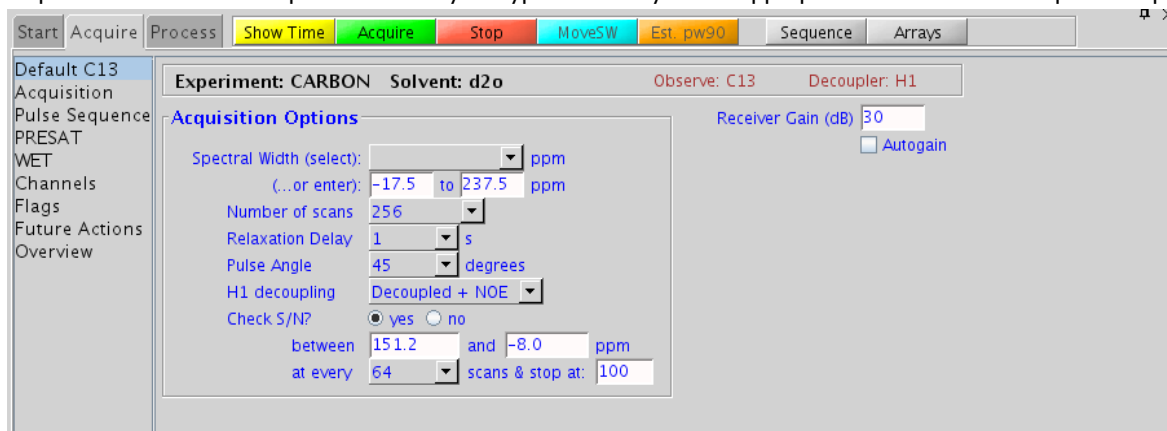 Start Acquire Process Show Time Acquire Stop MoveSW Est. pw90 Sequence Arrays
Default C13
Acquisition
Pulse Sequence
PRESAT
WET
Channels
Flags
Future Actions
Overview
Experiment: CARBON Solvent: d2o Observe: C13 Decoupler: H1
Acquisition Options
Spectral Width (select): ppm
(...or enter): -17.5 to 237.5 ppm
Number of scans 256
Relaxation Delay 1 s
Pulse Angle 45 degrees
H1 decoupling Decoupled + NOE
Check S/N? yes no
between 151.2 and -8.0 ppm
at every 64 scans & stop at: 100
Receiver Gain (dB) 30
Autogain